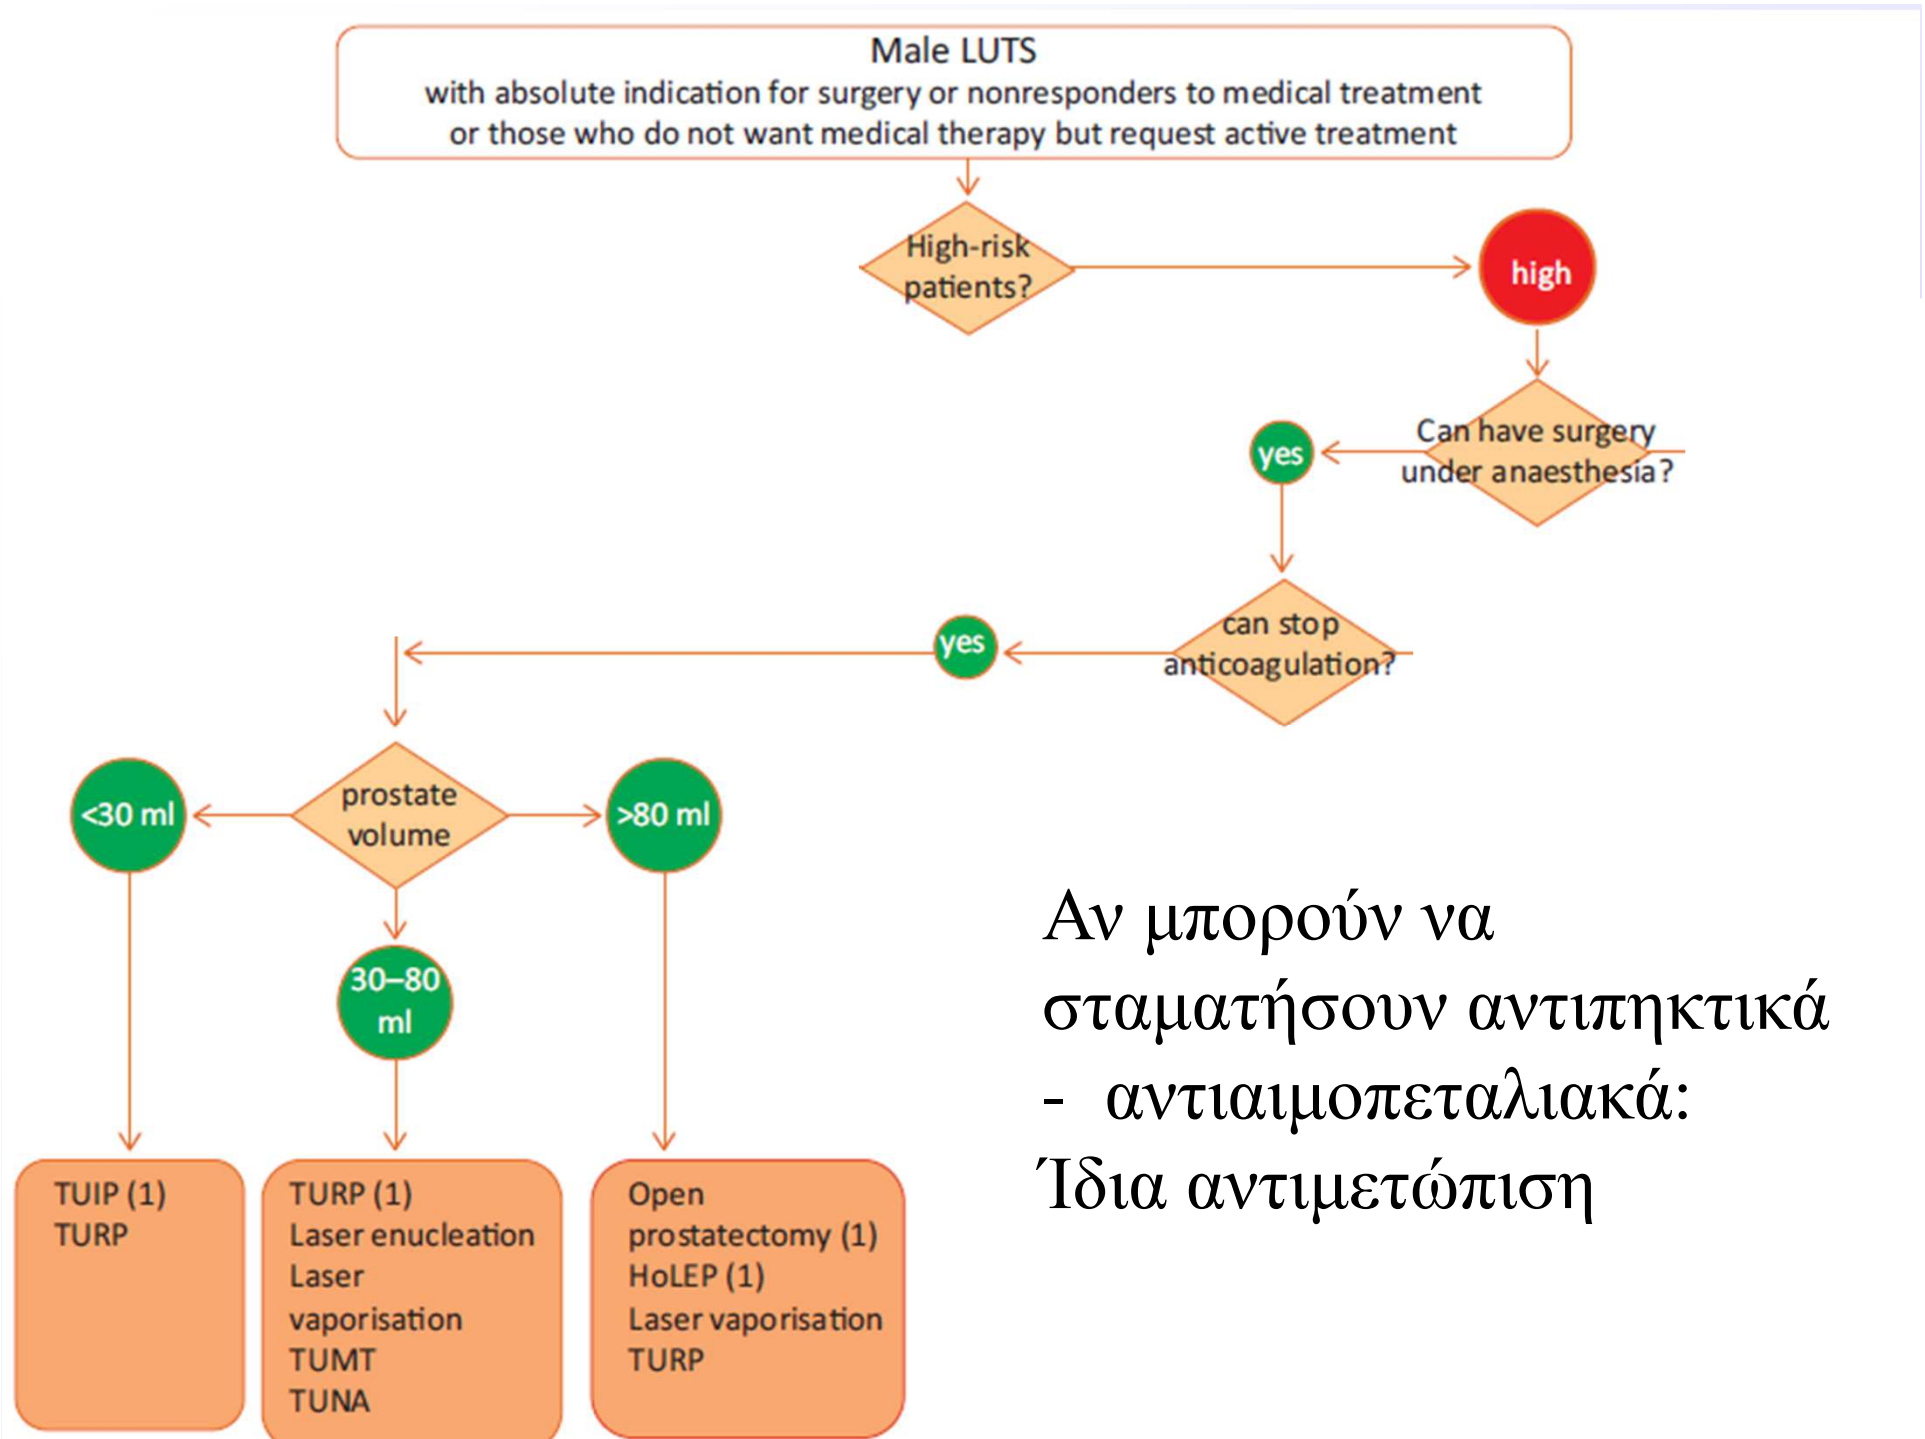 Male LUTS
with absolute indication for surgery or nonresponders to medical treatment
or those who do not want medical therapy but request active treatment
High-risk
patients?
high
Can have surgery
under anaesthesia?
yes
can stop
anticoagulation?
yes
prostate
volume
<30 ml
>80 ml
30–80
ml
TUIP (1)
TURP
TURP (1)
Laser enucleation
Laser
vaporisation
TUMT
TUNA
Open
prostatectomy (1)
HoLEP (1)
Laser vaporisation
TURP
Αν μπορούν να
σταματήσουν αντιπηκτικά
- αντιαιμοπεταλιακά:
Ίδια αντιμετώπιση